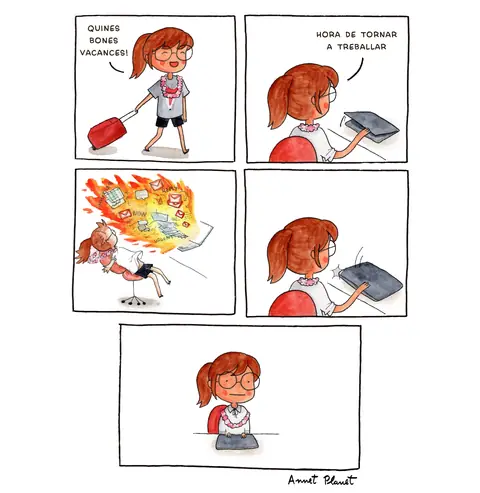 QUINES
BONES
VACANCES!
HORA DE TORNAR
A TREBALLAR
Annet Planet